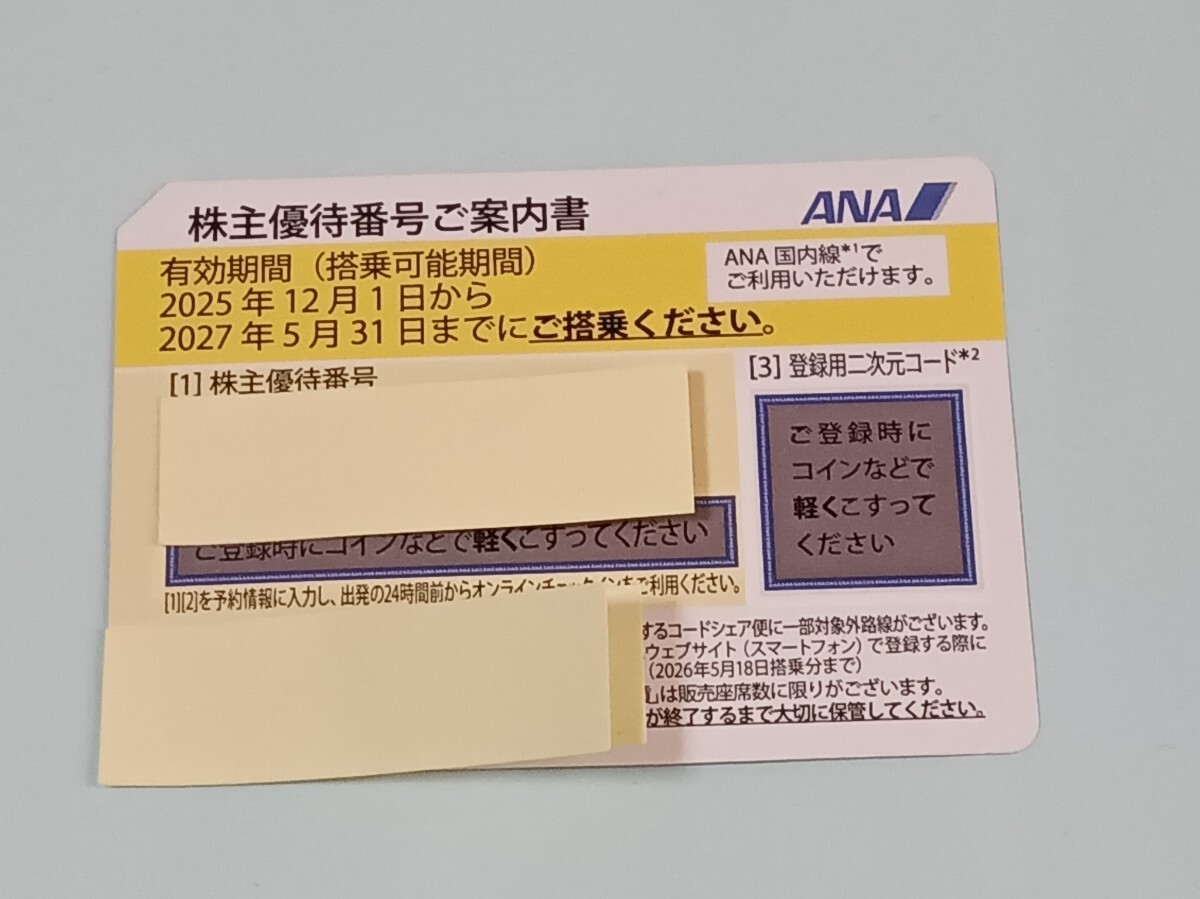 株主優待番号ご案内書
ANA
有効期間（搭乗可能期間）
2025年12月1日から
2027年5月31日までにご搭乗ください。
ANA国内線*1で
ご利用いただけます。
[1] 株主優待番号
ご登録時にコインなどで軽くこすってください
[1][2]を予約情報に入力し、出発の24時間前からオンラインチェックインをご利用ください。
[3] 登録用二次元コード*2
ご登録時に
コインなどで
軽くこすって
ください
するコードシェア便に一部対象外路線がございます。
ウェブサイト（スマートフォン）で登録する際に
（2026年5月18日搭乗分まで）
」は販売座席数に限りがございます。
が終了するまで大切に保管してください。